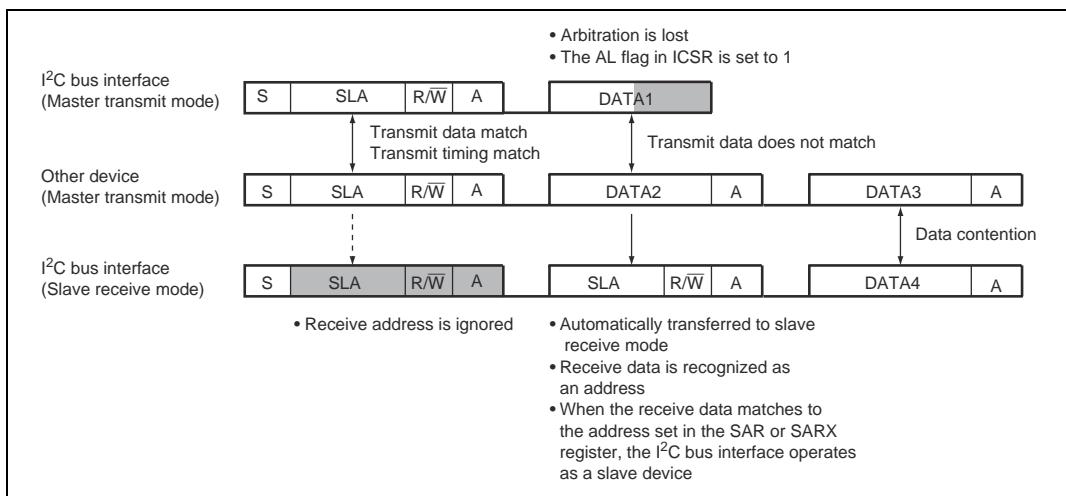 • Arbitration is lost
• The AL flag in ICSR is set to 1
I²C bus interface
(Master transmit mode)
S SLA R/W̅ A DATA1
Transmit data match
Transmit timing match
Transmit data does not match
Other device
(Master transmit mode)
S SLA R/W̅ A DATA2 A DATA3 A
Data contention
I²C bus interface
(Slave receive mode)
S SLA R/W̅ A SLA R/W̅ A DATA4 A
• Receive address is ignored
• Automatically transferred to slave
receive mode
• Receive data is recognized as
an address
• When the receive data matches to
the address set in the SAR or SARX
register, the I²C bus interface operates
as a slave device